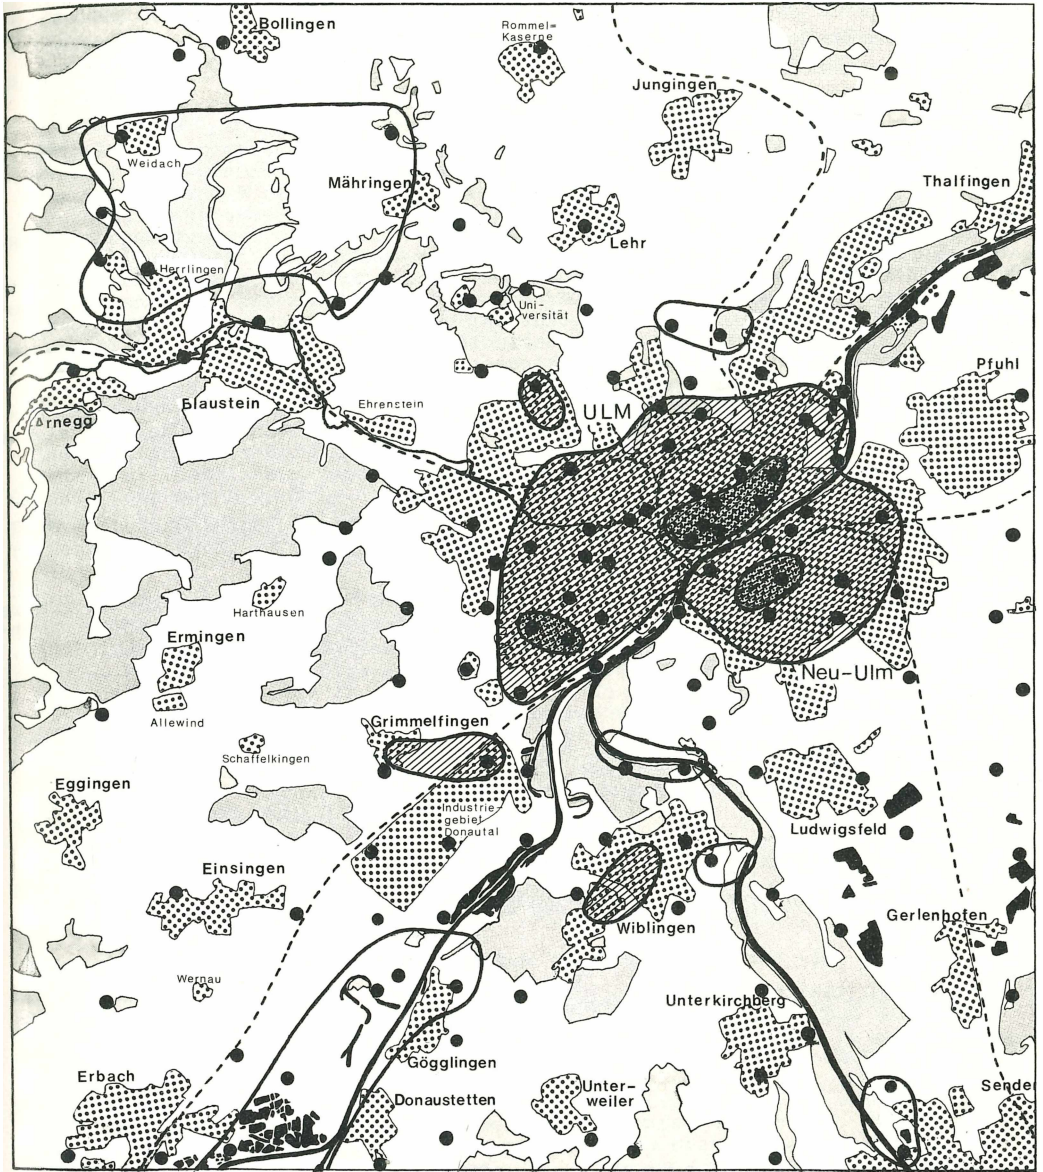 Bollingen
Rommel=
Kaserne
Jungingen
Weidach
Mähringen
Thalfingen
Lehr
Herrlingen
Uni-
versität
Pfuhl
Blaustein
Ehrenstein
ULM
Arnegg
Harthausen
Ermingen
Neu-Ulm
Allewind
Grimmelfingen
Schaffelkingen
Eggingen
Industrie-
gebiet
Donautal
Ludwigsfeld
Einsingen
Gerlenhofen
Wiblingen
Wernau
Unterkirchberg
Gögglingen
Erbach
Donaustetten
Unter-
weiler
Senden